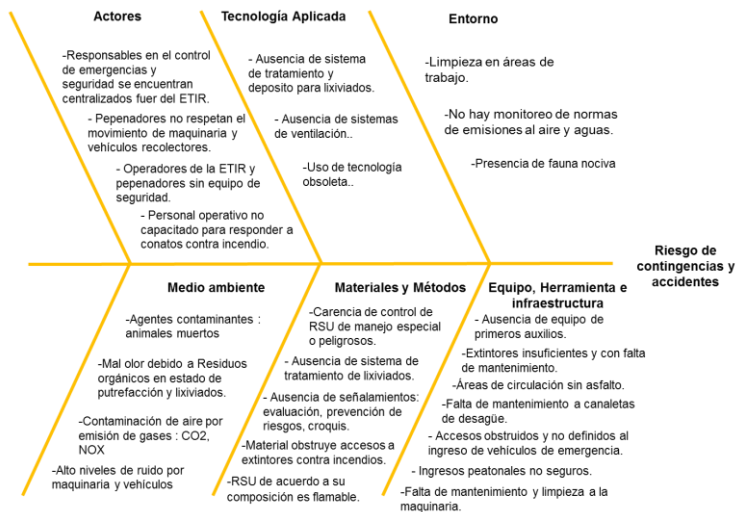 Actores
-Responsables en el control
de emergencias y
seguridad se encuentran
centralizados fuer del ETIR.
- Pepenadores no respetan el
movimiento de maquinaria y
vehículos recolectores.
- Operadores de la ETIR y
pepenadores sin equipo de
seguridad.
- Personal operativo no
capacitado para responder a
conatos contra incendio.
Tecnología Aplicada
- Ausencia de sistema
de tratamiento y
deposito para lixiviados.
- Ausencia de sistemas
de ventilación..
-Uso de tecnología
obsoleta..
Entorno
-Limpieza en áreas de
trabajo.
-No hay monitoreo de normas
de emisiones al aire y aguas.
-Presencia de fauna nociva
Riesgo de
contingencias y
accidentes
Medio ambiente
-Agentes contaminantes :
animales muertos
-Mal olor debido a Residuos
orgánicos en estado de
putrefacción y lixiviados.
-Contaminación de aire por
emisión de gases : CO2,
NOX
-Alto niveles de ruido por
maquinaria y vehículos
Materiales y Métodos
-Carencia de control de
RSU de manejo especial
o peligrosos.
- Ausencia de sistema de
tratamiento de lixiviados.
- Ausencia de señalamientos:
evaluación, prevención de
riesgos, croquis.
-Material obstruye accesos a
extintores contra incendios.
-RSU de acuerdo a su
composición es flamable.
Equipo, Herramienta e
infraestructura
- Ausencia de equipo de
primeros auxilios.
-Extintores insuficientes y con falta
de mantenimiento.
-Áreas de circulación sin asfalto.
-Falta de mantenimiento a canaletas
de desagüe.
- Accesos obstruidos y no definidos al
ingreso de vehículos de emergencia.
- Ingresos peatonales no seguros.
-Falta de mantenimiento y limpieza a la
maquinaria.